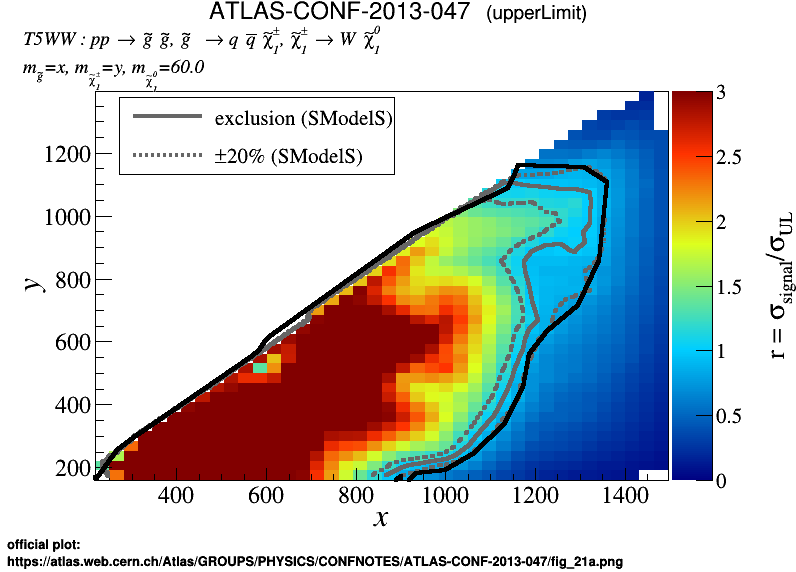 ATLAS-CONF-2013-047 (upperLimit)
T5WW : pp → g̃ g̃, g̃ → q q̅ χ̃₁^±, χ̃₁^± → W χ̃₁⁰
m_g̃=x, m_χ̃₁^±=y, m_χ̃₁⁰=60.0
exclusion (SModelS)
±20% (SModelS)
1200
1000
800
600
400
200
y
400 600 800 1000 1200 1400
x
3
2.5
2
1.5
1
0.5
0
r = σ_signal/σ_UL
official plot:
https://atlas.web.cern.ch/Atlas/GROUPS/PHYSICS/CONFNOTES/ATLAS-CONF-2013-047/fig_21a.png